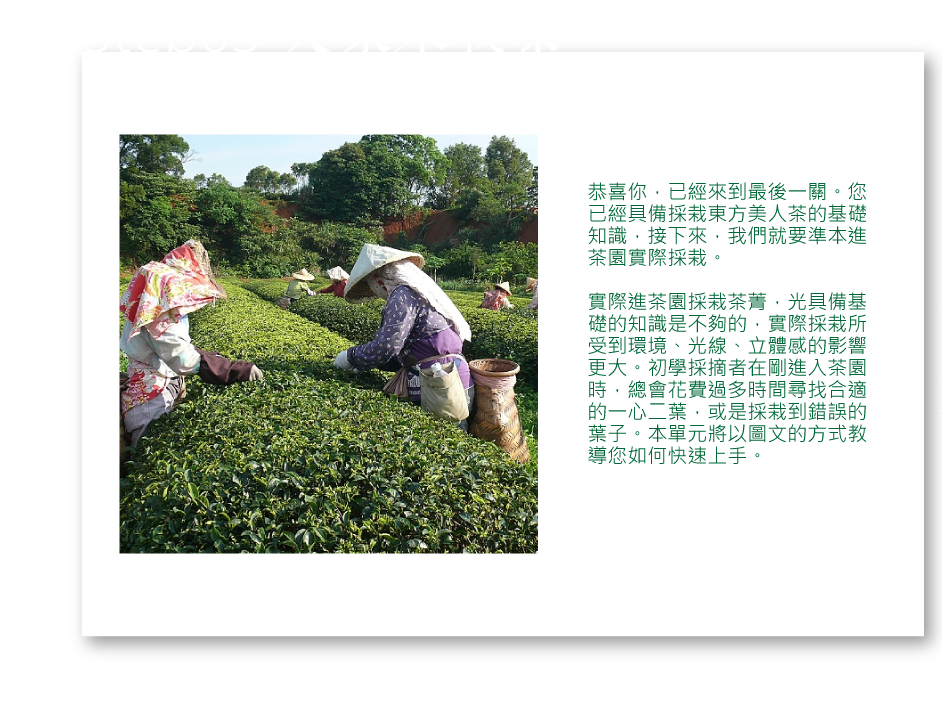 恭喜你，已經來到最後一關。您
已經具備採栽東方美人茶的基礎
知識，接下來，我們就要準本進
茶園實際採栽。
實際進茶園採栽茶菁，光具備基
礎的知識是不夠的，實際採栽所
受到環境、光線、立體感的影響
更大。初學採摘者在剛進入茶園
時，總會花費過多時間尋找合適
的一心二葉，或是採栽到錯誤的
葉子。本單元將以圖文的方式教
導您如何快速上手。